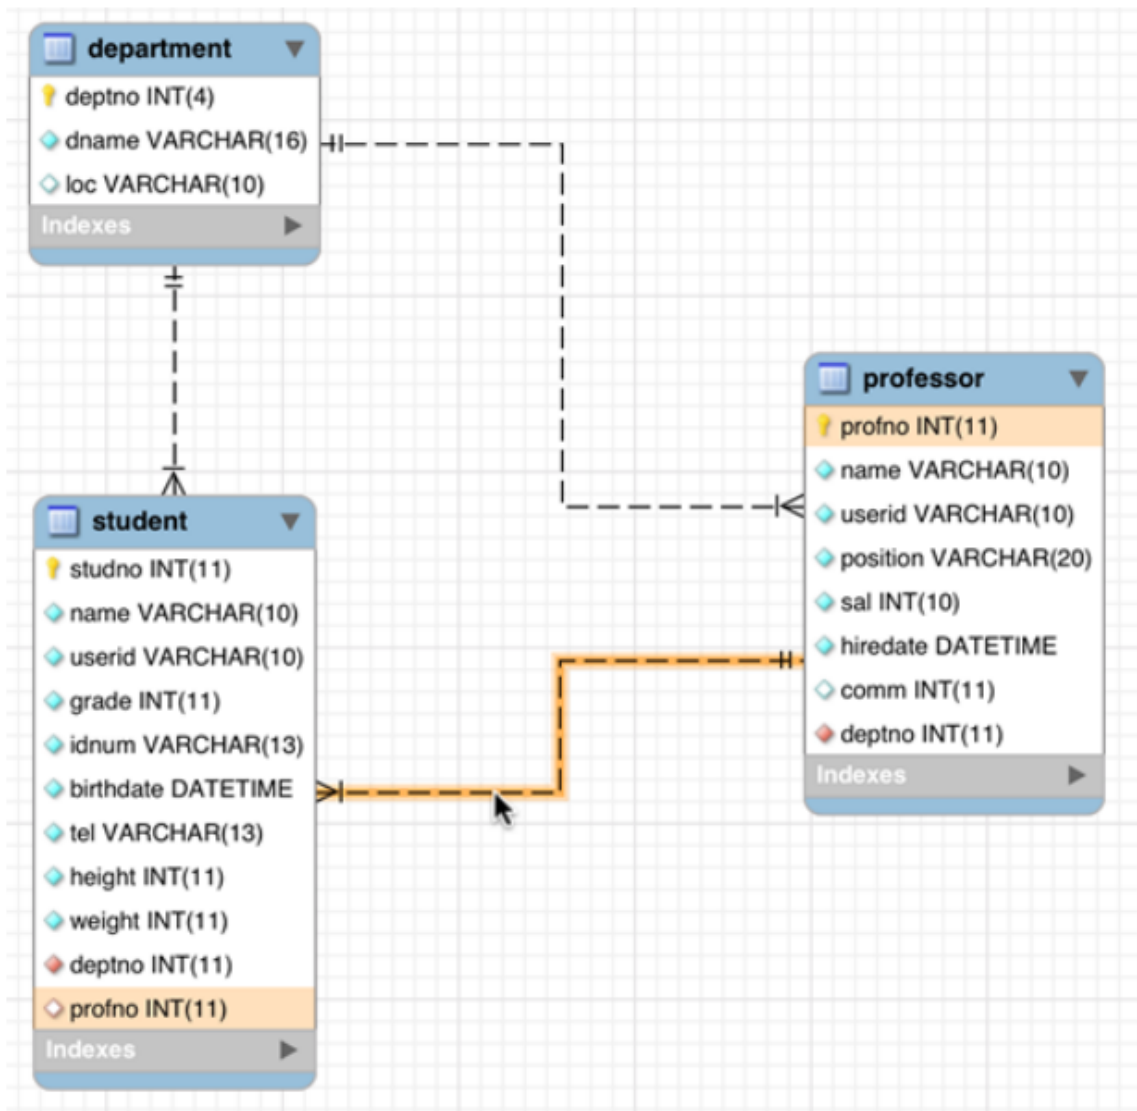 department
deptno INT(4)
dname VARCHAR(16)
loc VARCHAR(10)
Indexes
professor
profno INT(11)
name VARCHAR(10)
userid VARCHAR(10)
position VARCHAR(20)
sal INT(10)
hiredate DATETIME
comm INT(11)
deptno INT(11)
Indexes
student
studno INT(11)
name VARCHAR(10)
userid VARCHAR(10)
grade INT(11)
idnum VARCHAR(13)
birthdate DATETIME
tel VARCHAR(13)
height INT(11)
weight INT(11)
deptno INT(11)
profno INT(11)
Indexes